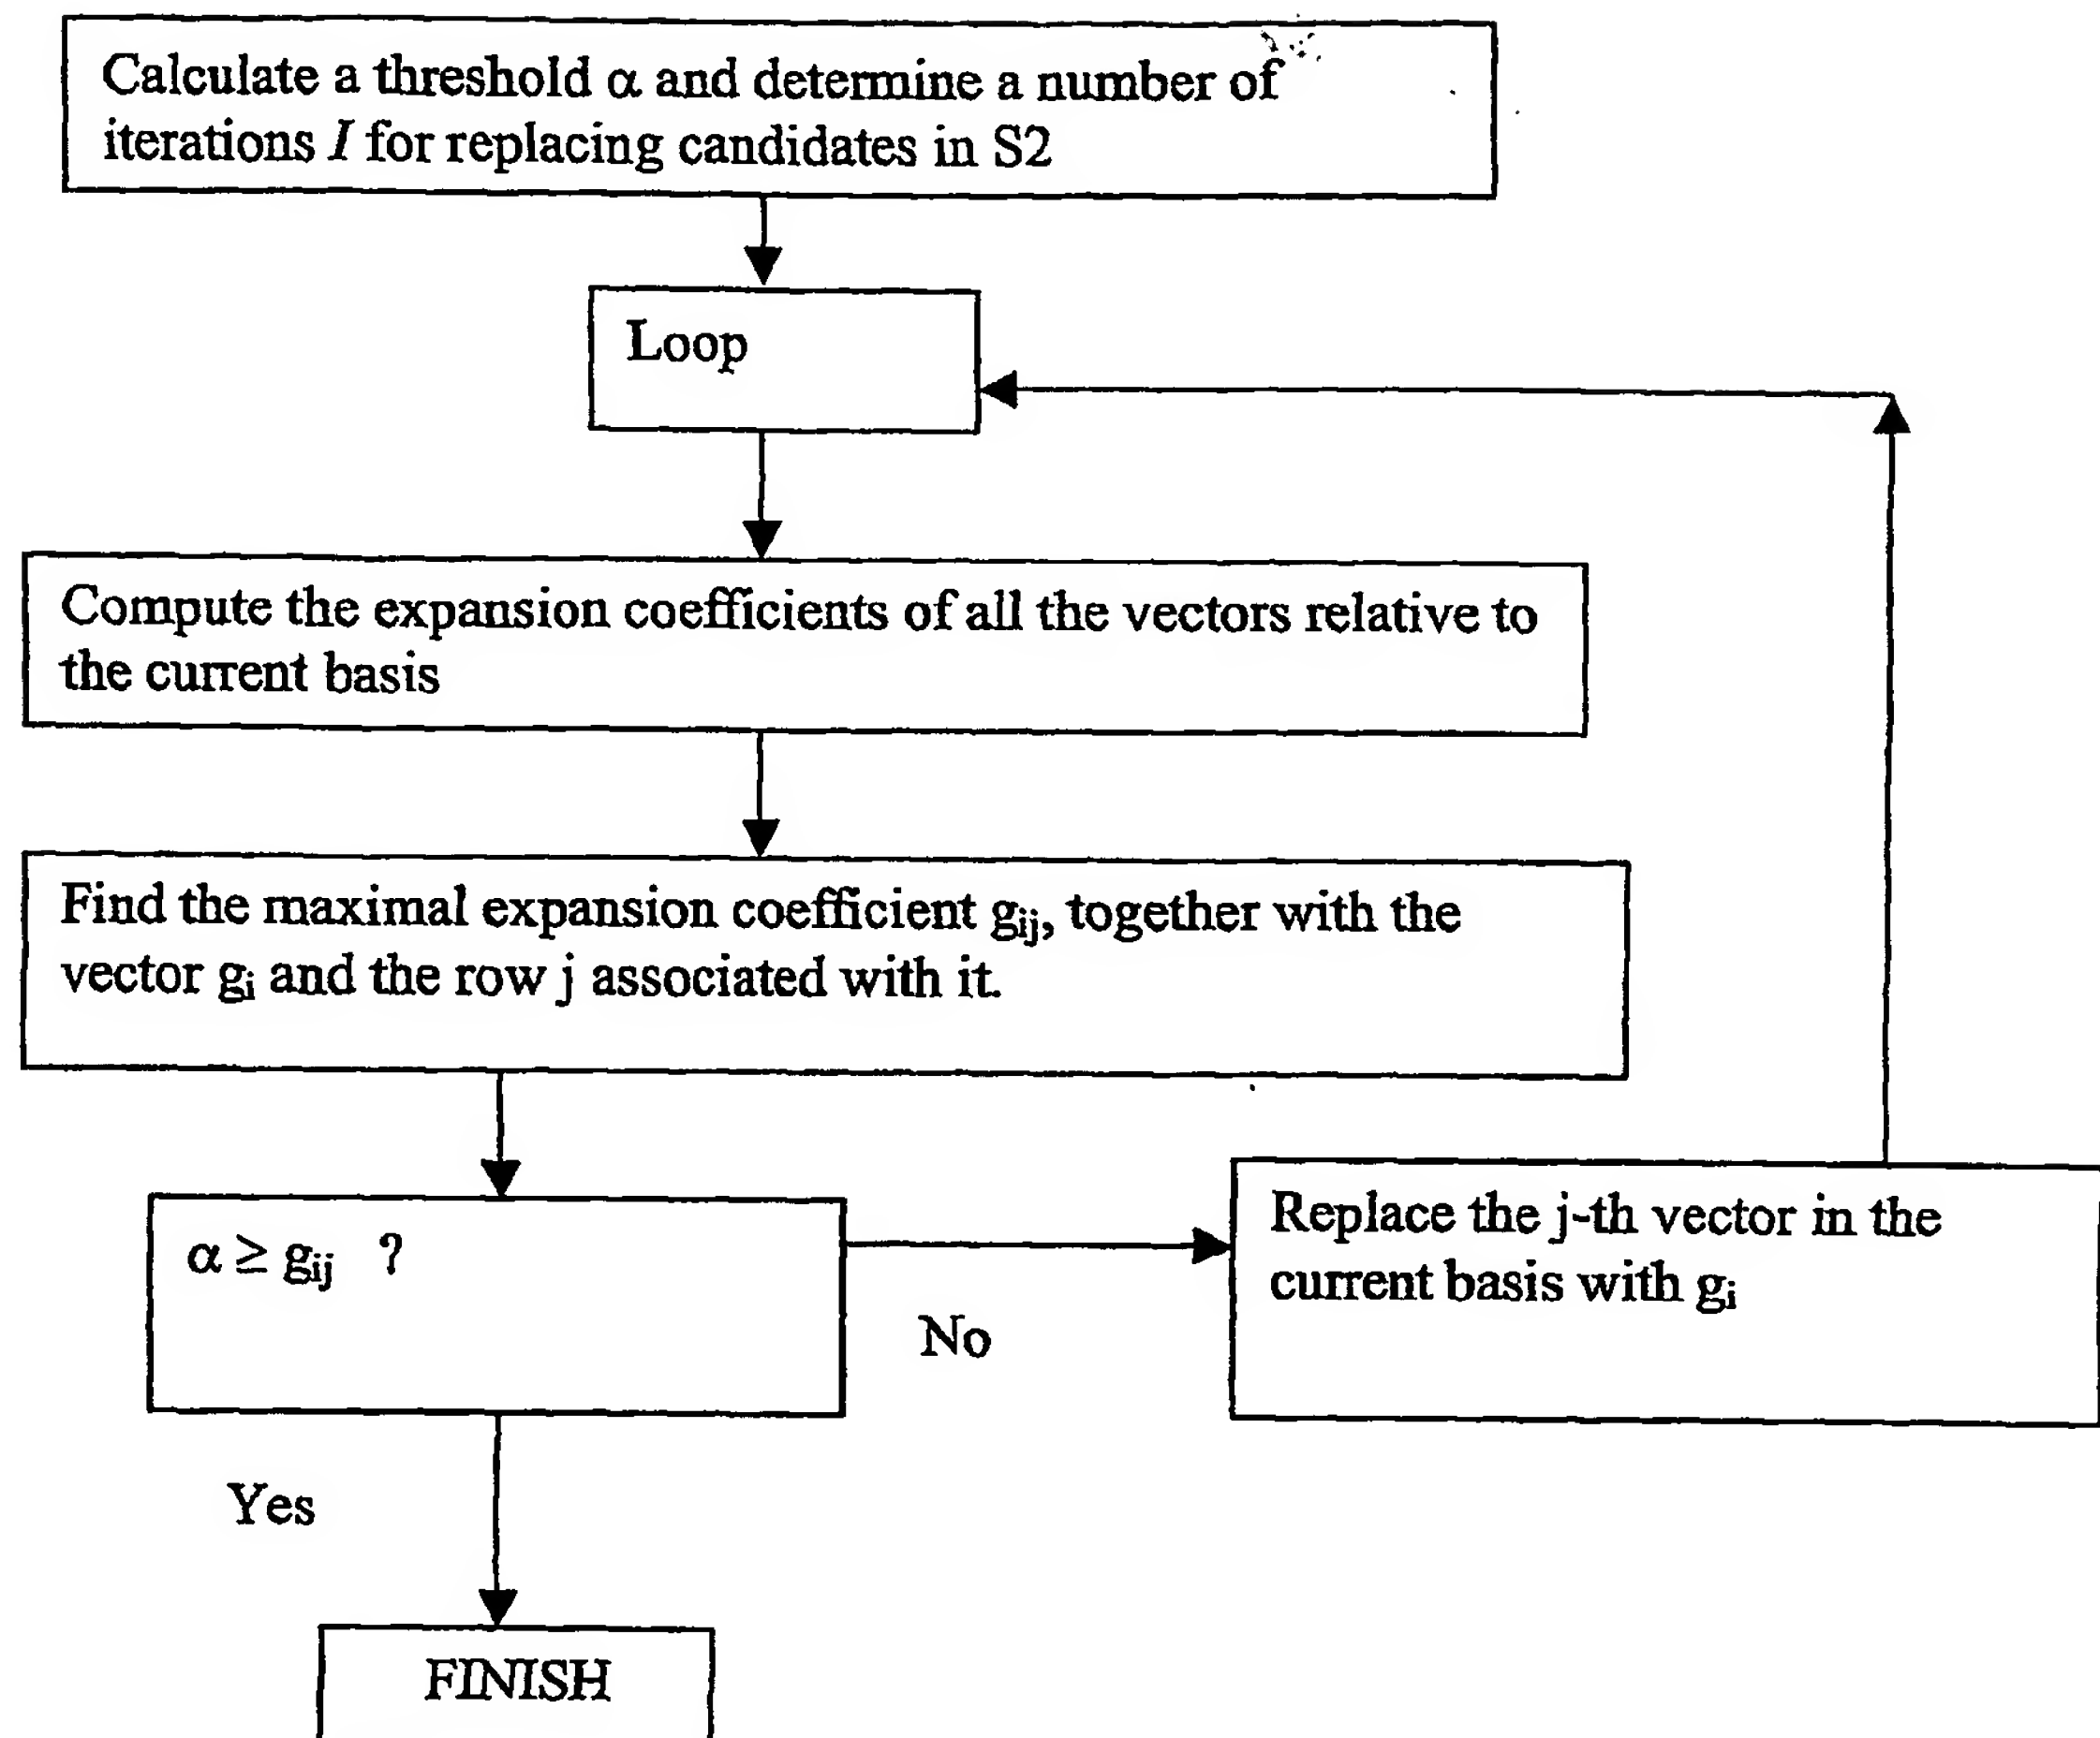 Calculate a threshold α and determine a number of
iterations I for replacing candidates in S2
Loop
Compute the expansion coefficients of all the vectors relative to
the current basis
Find the maximal expansion coefficient gij, together with the
vector gi and the row j associated with it.
α ≥ gij ?
No
Replace the j-th vector in the
current basis with gi
Yes
FINISH